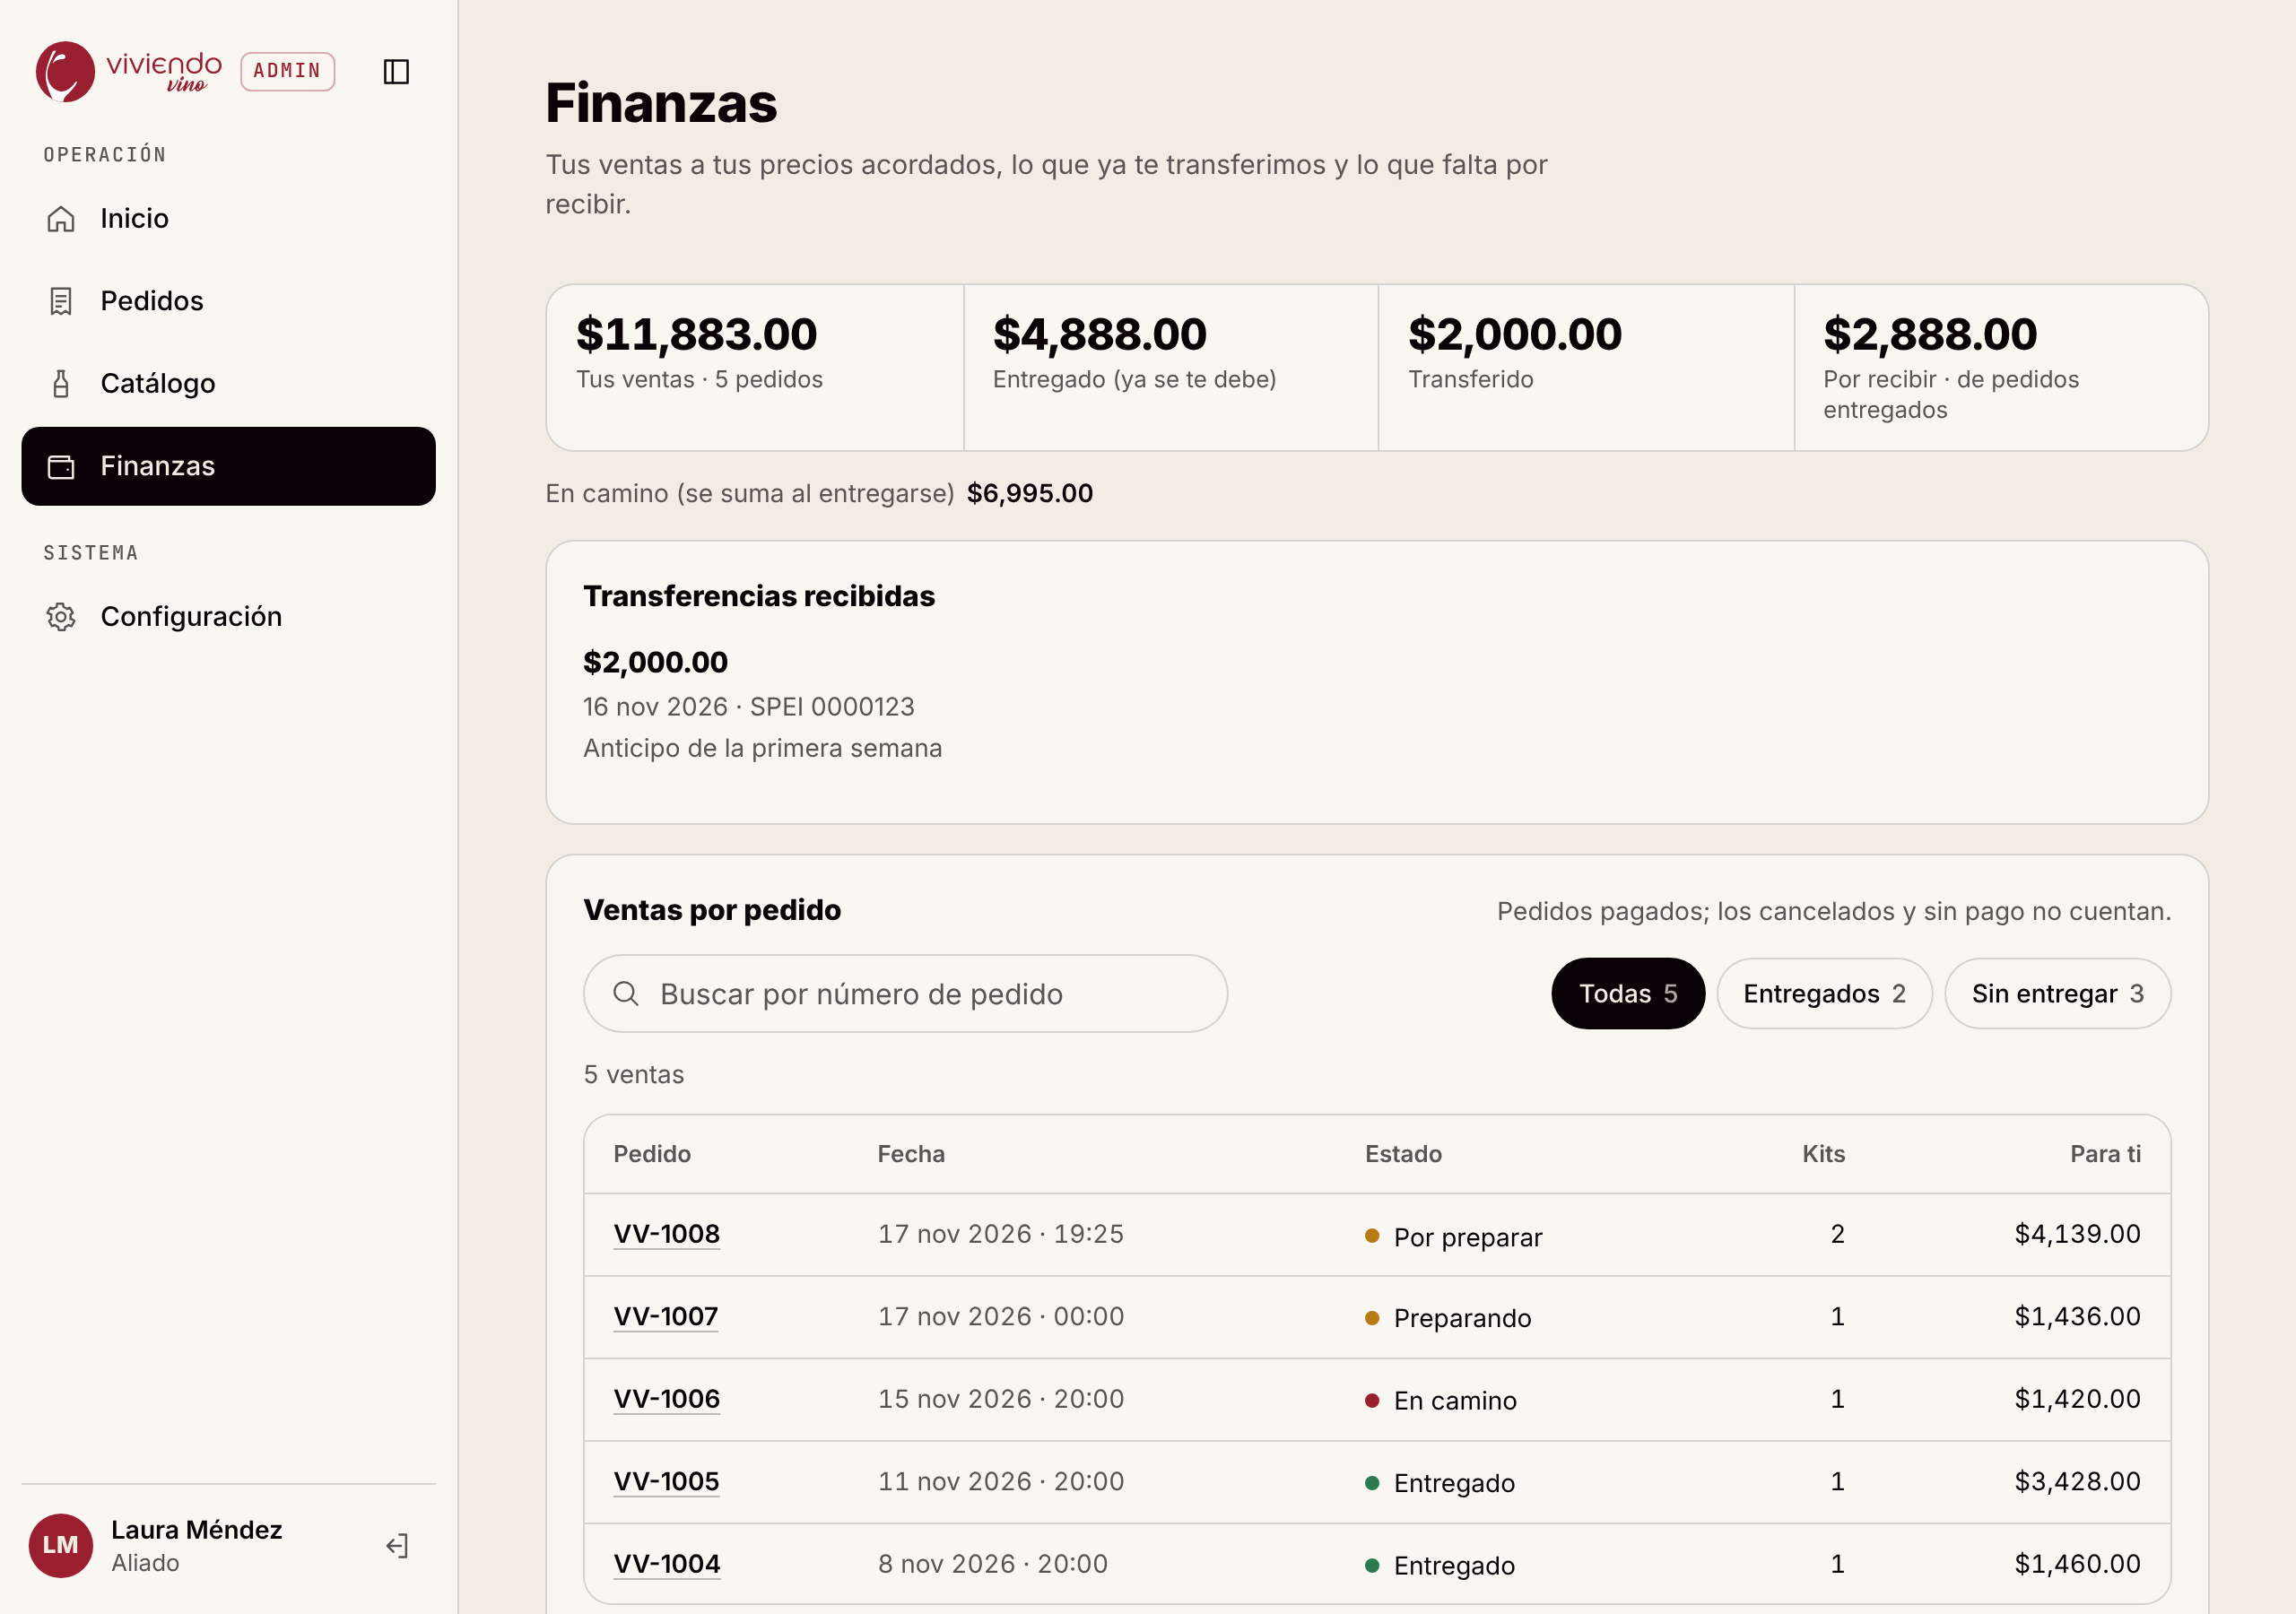 viviendo
vino
ADMIN
OPERACIÓN
Inicio
Pedidos
Catálogo
Finanzas
SISTEMA
Configuración
LM
Laura Méndez
Aliado
Finanzas
Tus ventas a tus precios acordados, lo que ya te transferimos y lo que falta por
recibir.
$11,883.00
Tus ventas · 5 pedidos
$4,888.00
Entregado (ya se te debe)
$2,000.00
Transferido
$2,888.00
Por recibir · de pedidos
entregados
En camino (se suma al entregarse) $6,995.00
Transferencias recibidas
$2,000.00
16 nov 2026 · SPEI 0000123
Anticipo de la primera semana
Ventas por pedido
Pedidos pagados; los cancelados y sin pago no cuentan.
Buscar por número de pedido
Todas 5
Entregados 2
Sin entregar 3
5 ventas
Pedido Fecha Estado Kits Para ti
VV-1008 17 nov 2026 · 19:25 Por preparar 2 $4,139.00
VV-1007 17 nov 2026 · 00:00 Preparando 1 $1,436.00
VV-1006 15 nov 2026 · 20:00 En camino 1 $1,420.00
VV-1005 11 nov 2026 · 20:00 Entregado 1 $3,428.00
VV-1004 8 nov 2026 · 20:00 Entregado 1 $1,460.00